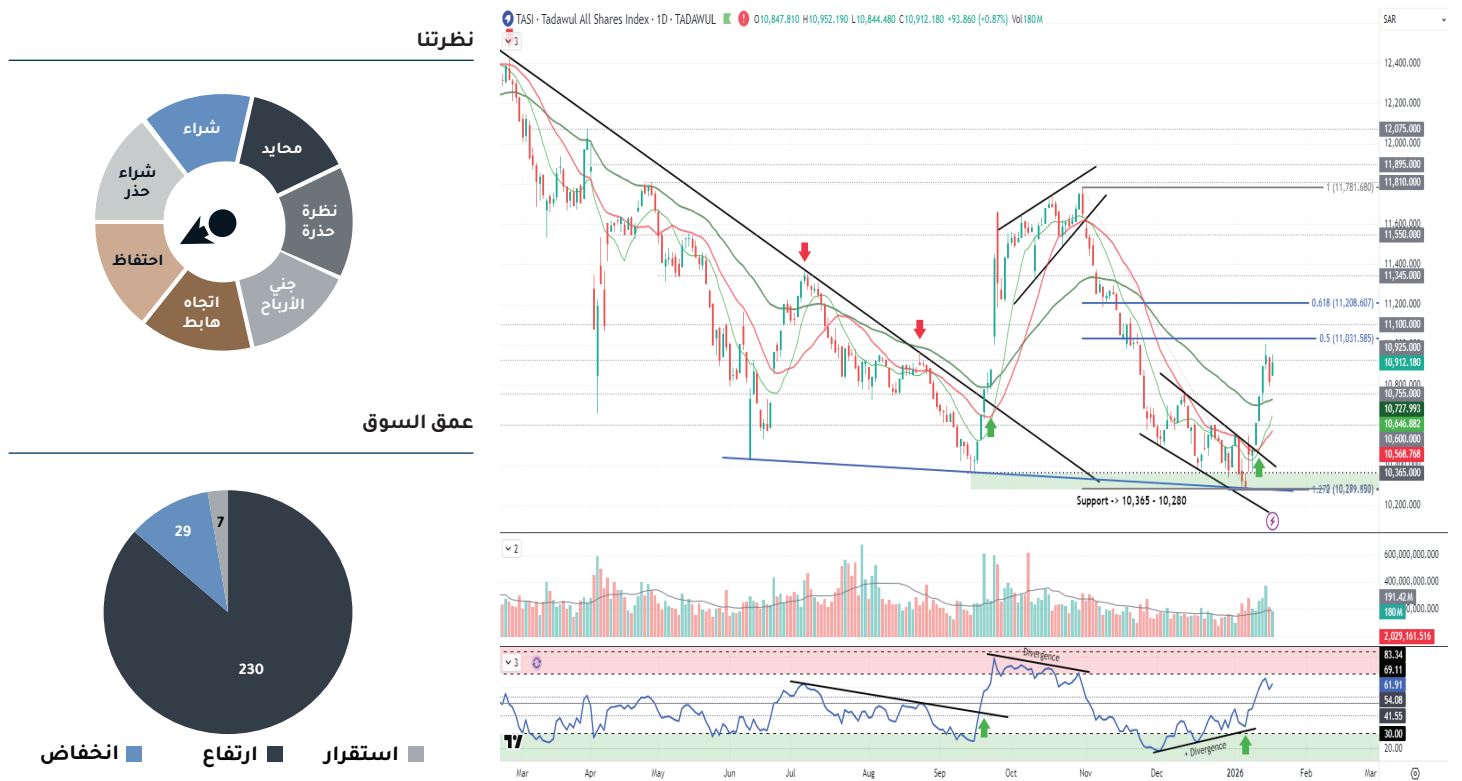 نظرتنا
شراء
محايد
نظرة
حذرة
جني
الأرباح
اتجاه
هابط
احتفاظ
شراء
حذر
عمق السوق
7
29
230
استقرار
ارتفاع
انخفاض
TASI · Tadawul All Shares Index · 1D · TADAWUL O10,847.810 H10,952.190 L10,844.480 C10,912.180 +93.860 (+0.87%) Vol180M
SAR
3
12,400.000
12,200.000
12,075.000
12,000.000
11,895.000
11,810.000
1 (11,781.680)
11,600.000
11,550.000
11,400.000
11,345.000
0.618 (11,208.607)
11,200.000
11,100.000
0.5 (11,031.585)
10,925.000
10,912.180
10,800.000
10,755.000
10,727.993
10,646.882
10,600.000
10,568.768
10,365.000
Support -> 10,365 - 10,280
10,200.000
2
600,000,000.000
400,000,000.000
191.42M
180M
2,029,161.516
3
Divergence
83.34
69.11
61.91
54.08
41.55
30.00
20.00
+ Divergence
Mar Apr May Jun Jul Aug Sep Oct Nov Dec 2026 Feb Mar